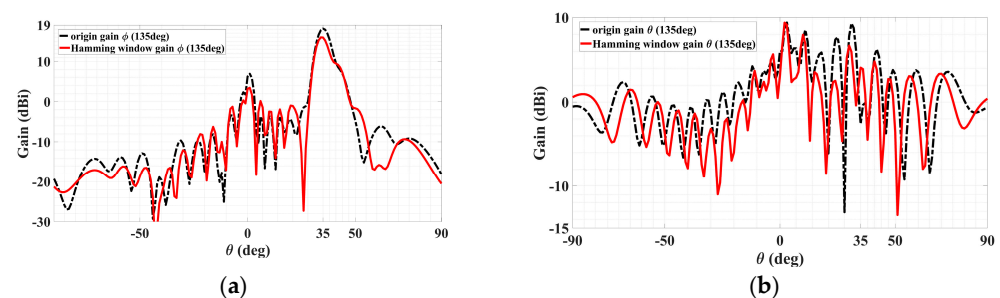 origin gain ϕ (135deg)
Hamming window gain ϕ (135deg)
Gain (dBi)
19
10
0
-10
-20
-30
-50
0
35
50
90
θ (deg)
(a)
origin gain θ (135deg)
Hamming window gain θ (135deg)
Gain (dBi)
10
5
0
-5
-10
-15
-90
-50
0
35
50
90
θ (deg)
(b)